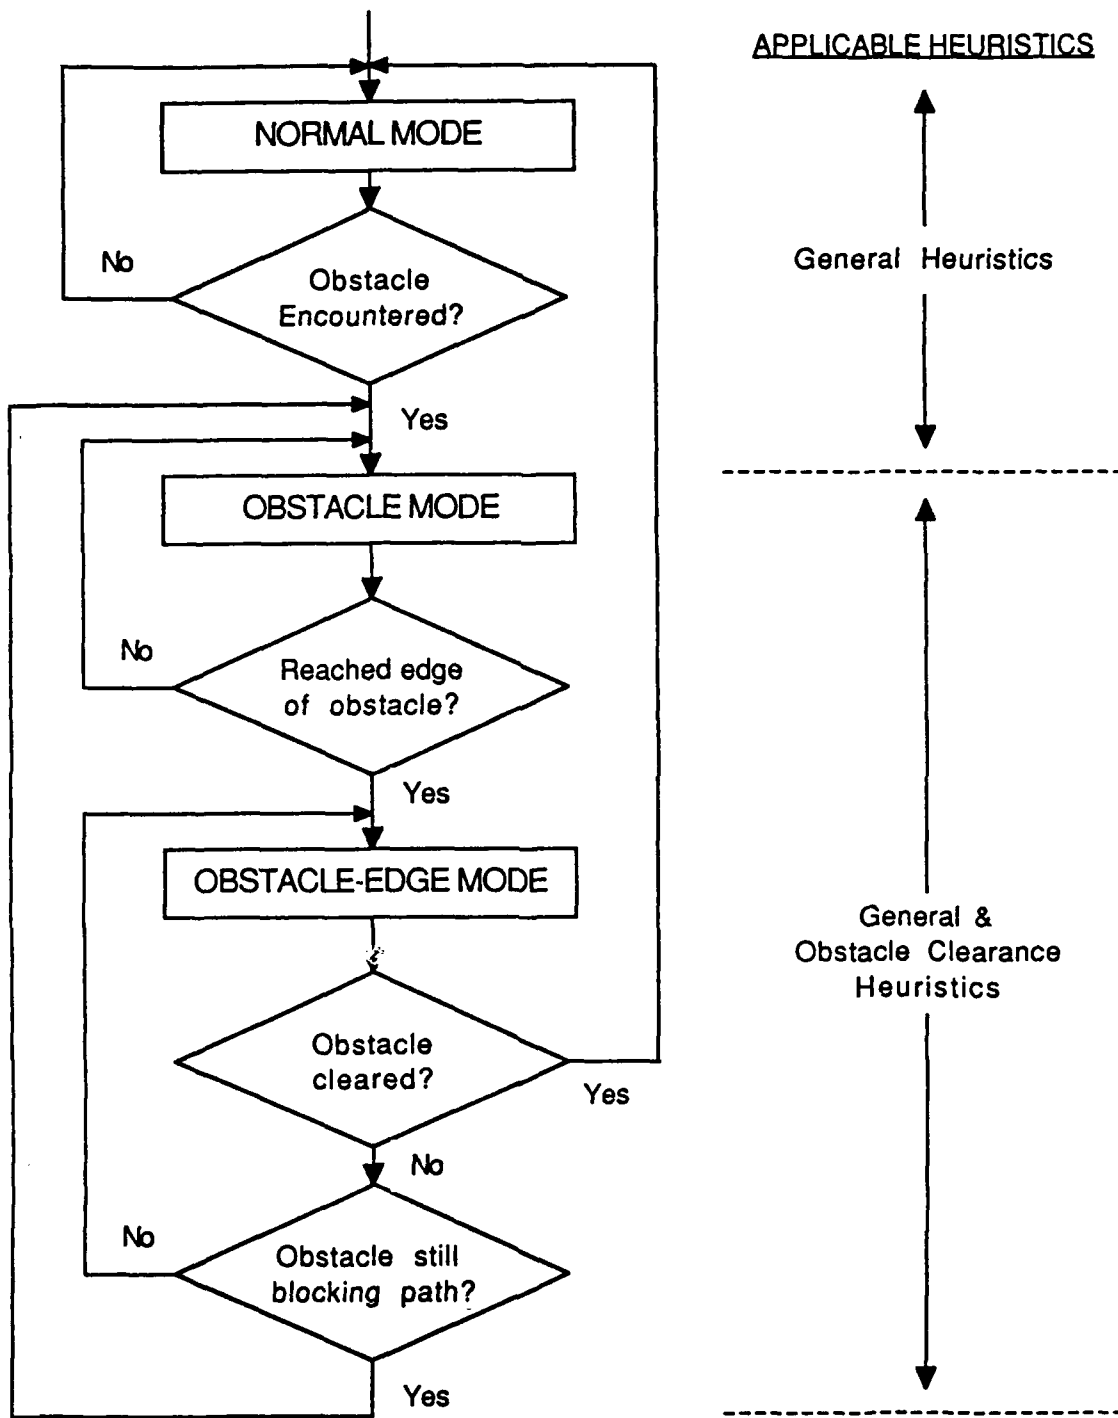 APPLICABLE HEURISTICS
NORMAL MODE
No
Obstacle
Encountered?
Yes
General Heuristics
OBSTACLE MODE
No
Reached edge
of obstacle?
Yes
OBSTACLE-EDGE MODE
General &
Obstacle Clearance
Heuristics
Obstacle
cleared?
Yes
No
No
Obstacle still
blocking path?
Yes